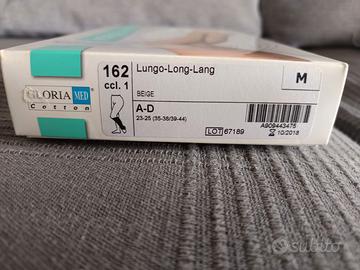 162
ccl. 1
Lungo-Long-Lang
M
GLORIA MED
Cotton
BEIGE
A-D
23-25 (35-38/39-44)
LOT 67189
A909443475
10/2018
subito